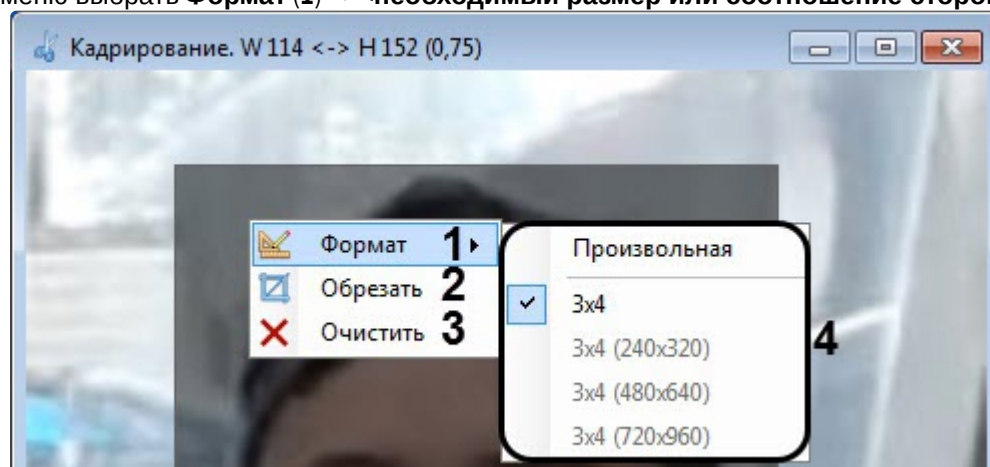 меню выбрать Формат (1)
необходимый размер или соотношение
Кадрирование. W 114 <-> H 152 (0,75)
Формат 1
Произвольная
Обрезать 2
3x4
Очистить 3
3x4 (240x320)
4
3x4 (480x640)
3x4 (720x960)